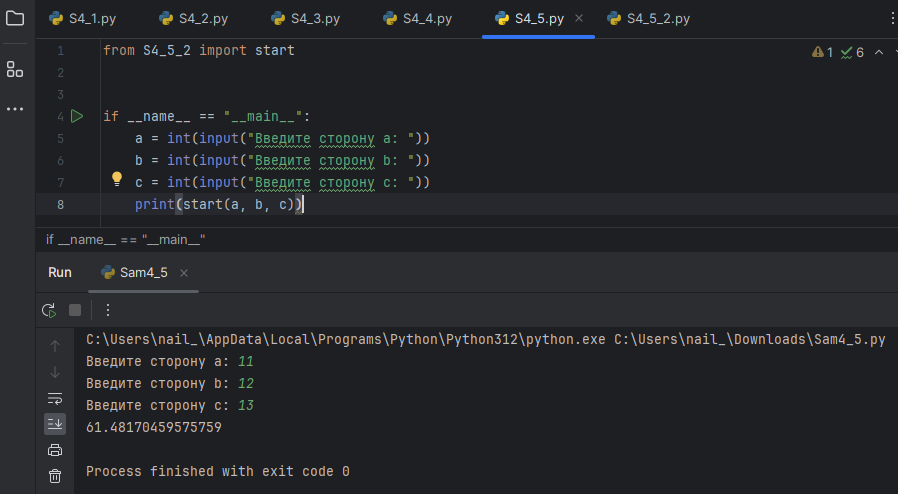 S4_1.py S4_2.py S4_3.py S4_4.py S4_5.py S4_5_2.py
1 from S4_5_2 import start 1 6
2
3
4 if __name__ == "__main__":
5 a = int(input("Введите сторону a: "))
6 b = int(input("Введите сторону b: "))
7 c = int(input("Введите сторону c: "))
8 print(start(a, b, c))
if __name__ == "__main__"
Run Sam4_5
C:\Users\nail_\AppData\Local\Programs\Python\Python312\python.exe C:\Users\nail_\Downloads\Sam4_5.py
Введите сторону a: 11
Введите сторону b: 12
Введите сторону c: 13
61.48170459575759
Process finished with exit code 0